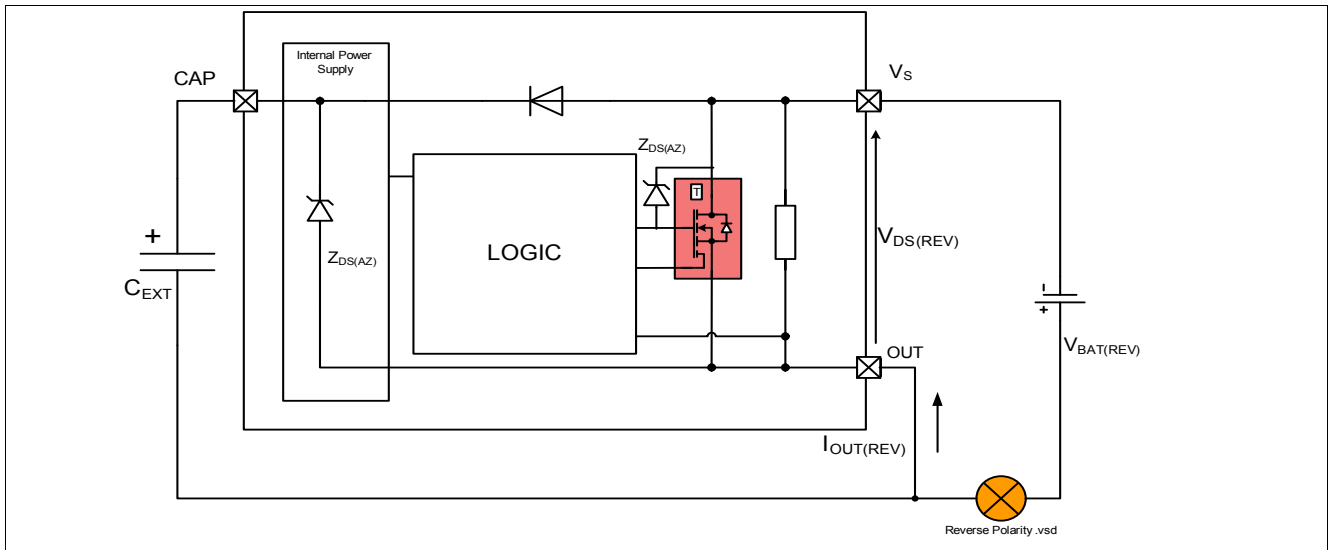 Internal Power
Supply
CAP
VS
ZDS(AZ)
T
+
CEXT
ZDS(AZ)
LOGIC
VDS(REV)
-
+
VBAT(REV)
OUT
IOUT(REV)
Reverse Polarity .vsd